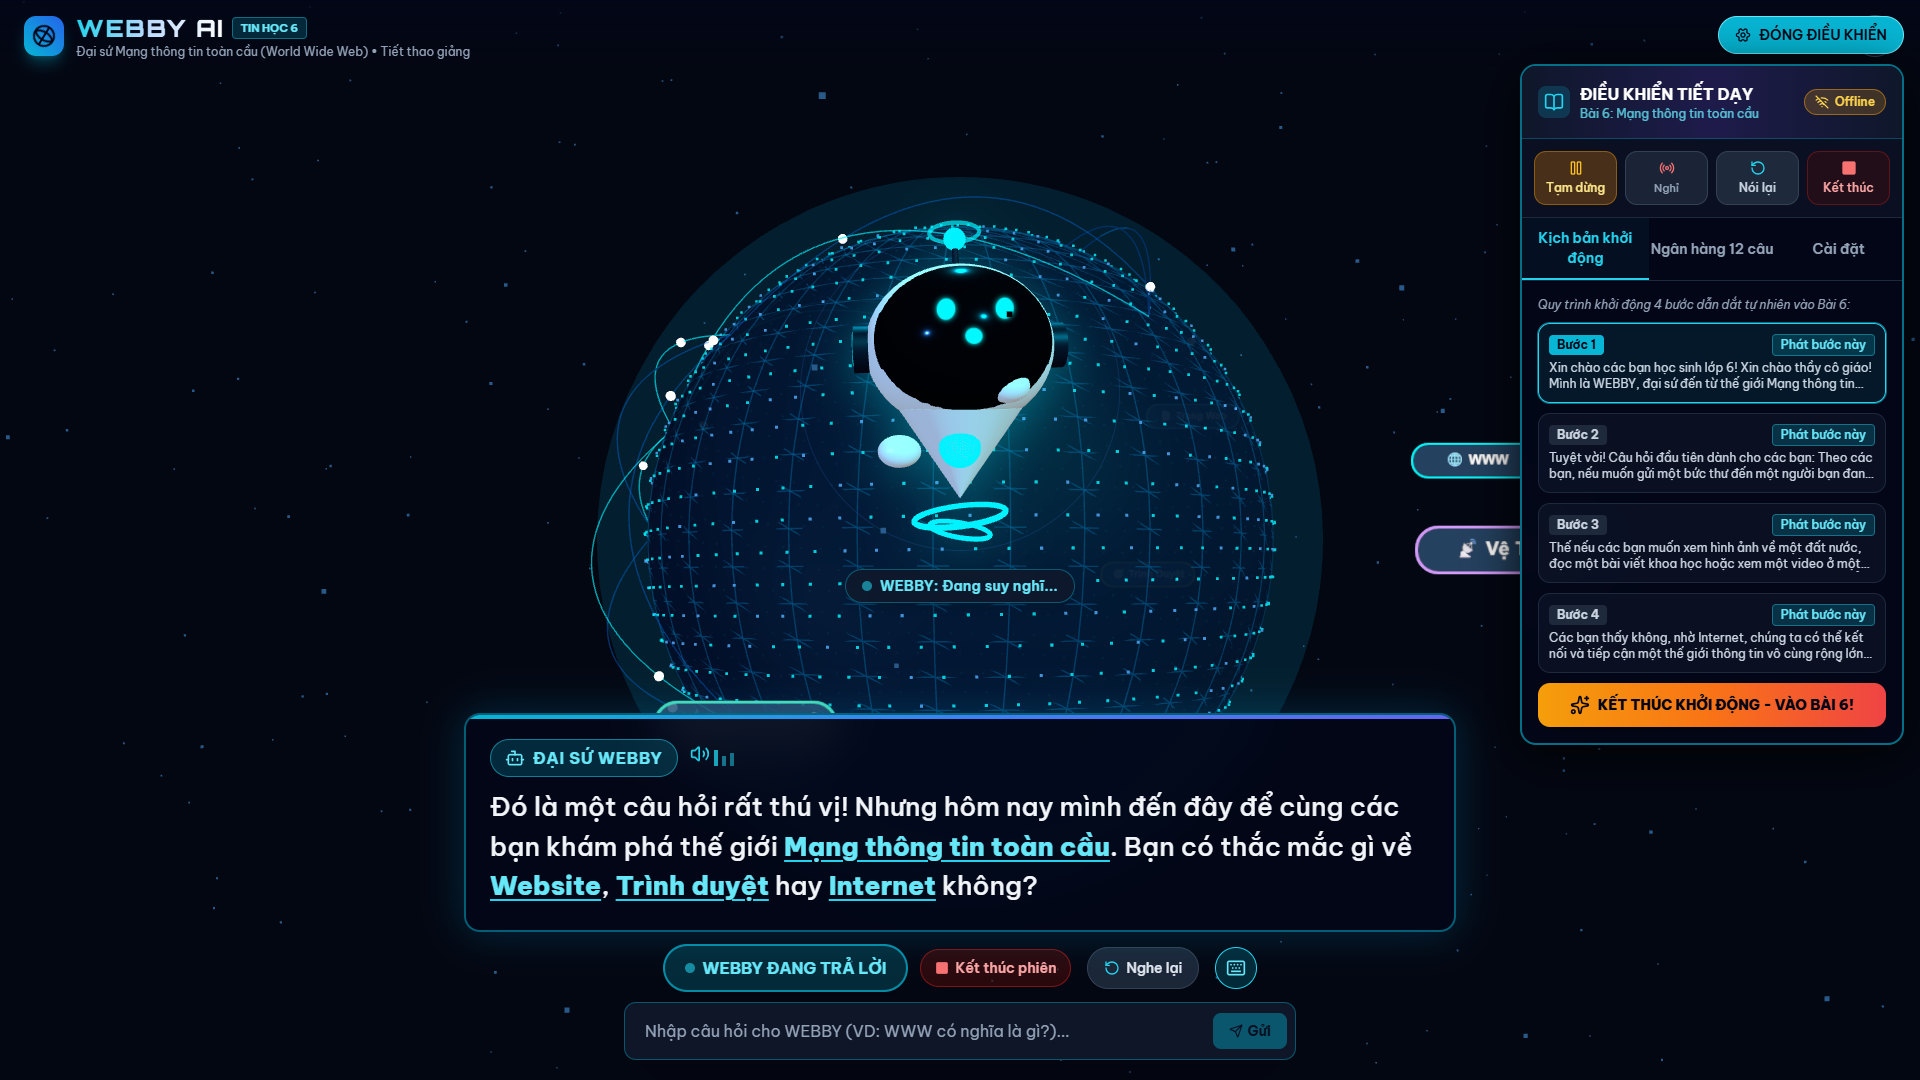 WEBBY AI TIN HỌC 6
Đại sứ Mạng thông tin toàn cầu (World Wide Web) • Tiết thao giảng
ĐÓNG ĐIỀU KHIỂN
ĐIỀU KHIỂN TIẾT DẠY
Bài 6: Mạng thông tin toàn cầu
Offline
Tạm dừng
Nghỉ
Nói lại
Kết thúc
Kịch bản khởi động
Ngân hàng 12 câu
Cài đặt
Quy trình khởi động 4 bước dẫn dắt tự nhiên vào Bài 6:
Bước 1
Phát bước này
Xin chào các bạn học sinh lớp 6! Xin chào thầy cô giáo!
Mình là WEBBY, đại sứ đến từ thế giới Mạng thông tin...
Bước 2
Phát bước này
Tuyệt vời! Câu hỏi đầu tiên dành cho các bạn: Theo các
bạn, nếu muốn gửi một bức thư đến một người bạn đan...
Bước 3
Phát bước này
Thế nếu các bạn muốn xem hình ảnh về một đất nước,
đọc một bài viết khoa học hoặc xem một video ở một...
Bước 4
Phát bước này
Các bạn thấy không, nhờ Internet, chúng ta có thể kết
nối và tiếp cận một thế giới thông tin vô cùng rộng lớn...
KẾT THÚC KHỞI ĐỘNG - VÀO BÀI 6!
WWW
Vệ
WEBBY: Đang suy nghĩ...
ĐẠI SỨ WEBBY
Đó là một câu hỏi rất thú vị! Nhưng hôm nay mình đến đây để cùng các
bạn khám phá thế giới Mạng thông tin toàn cầu. Bạn có thắc mắc gì về
Website, Trình duyệt hay Internet không?
WEBBY ĐANG TRẢ LỜI
Kết thúc phiên
Nghe lại
Nhập câu hỏi cho WEBBY (VD: WWW có nghĩa là gì?)...
Gửi